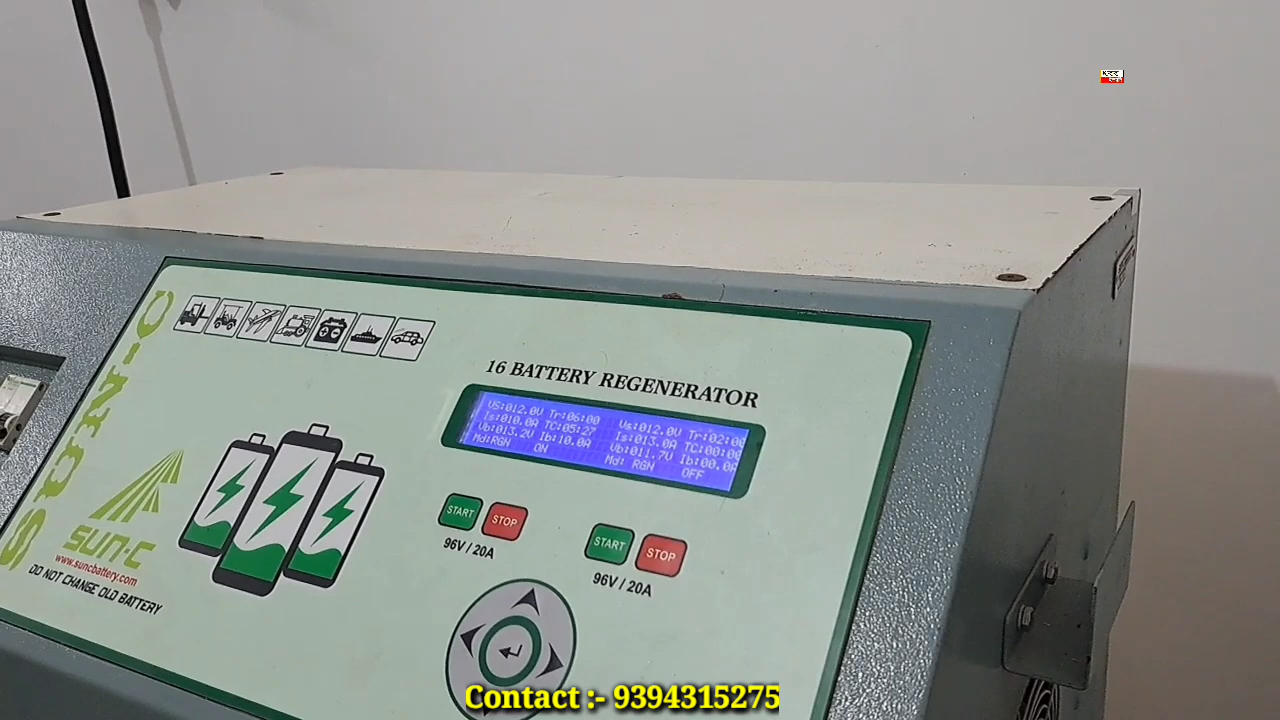 16 BATTERY REGENERATOR
VS:012.0V Tr:06:00 Vs:012.0V Tr:02:00
Is:010.0A TC:05:27 Is:013.0A TC:00:00
Vb:013.2V Ib:10.0A Vb:011.7V Ib:00.0A
Md:RGN ON Md: RGN OFF
START STOP
96V / 20A
START STOP
96V / 20A
SUN-C
www.suncbattery.com
DO NOT CHANGE OLD BATTERY
Contact :- 9394315275